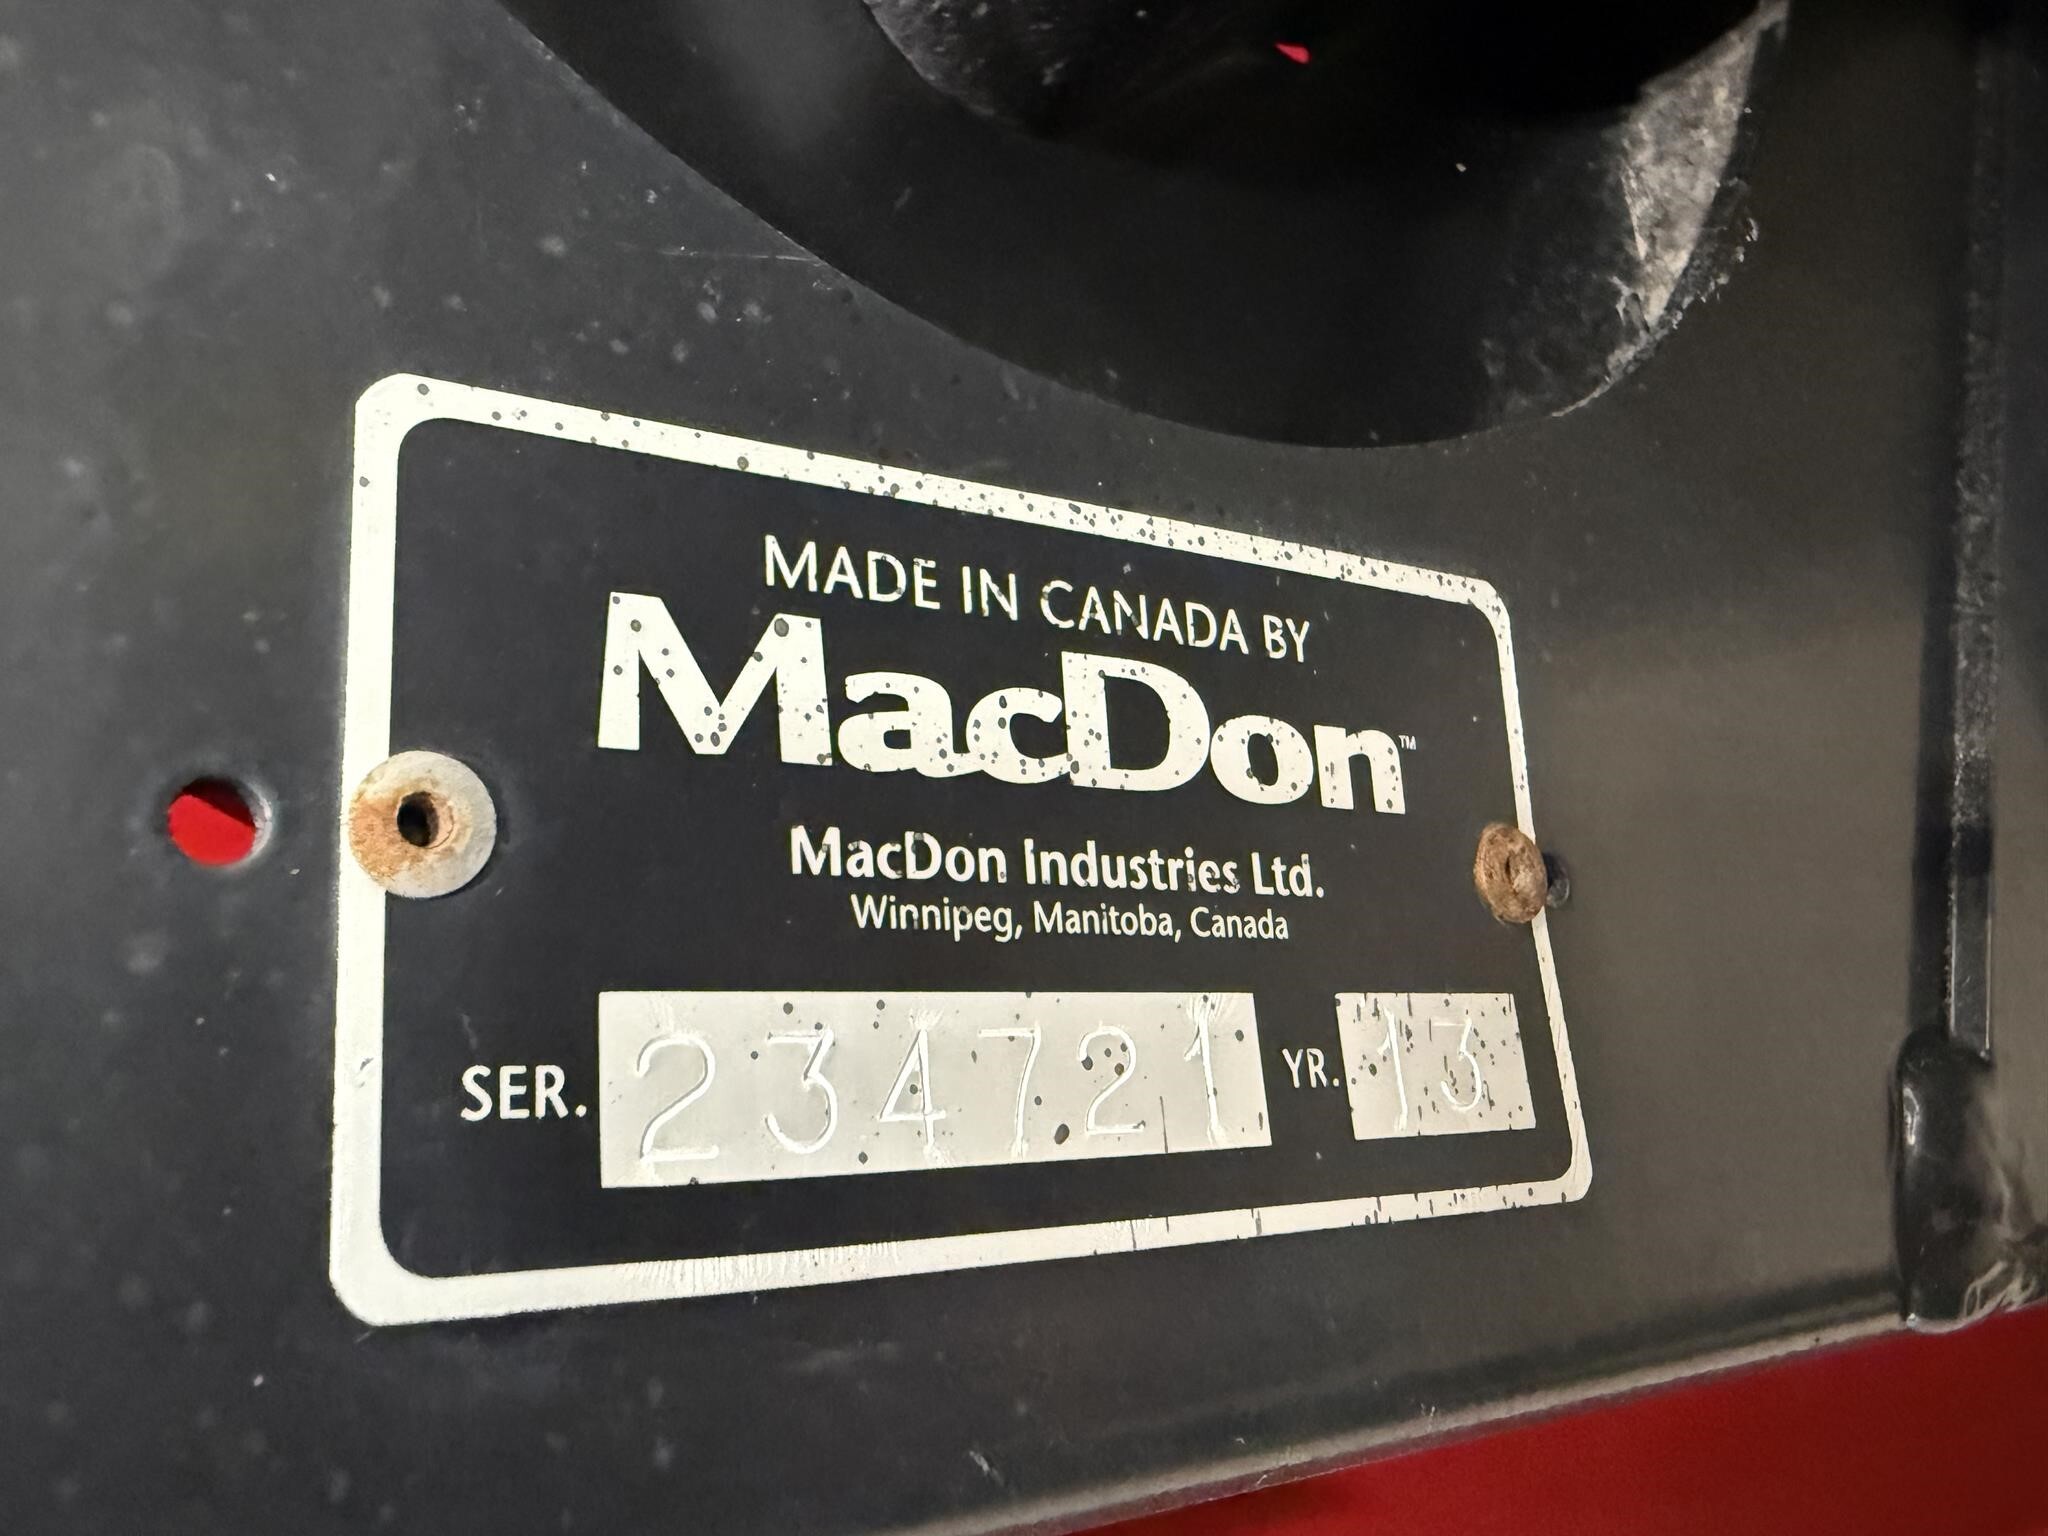 MADE IN CANADA BY
MacDon™
MacDon Industries Ltd.
Winnipeg, Manitoba, Canada
SER. 234721 YR. 13